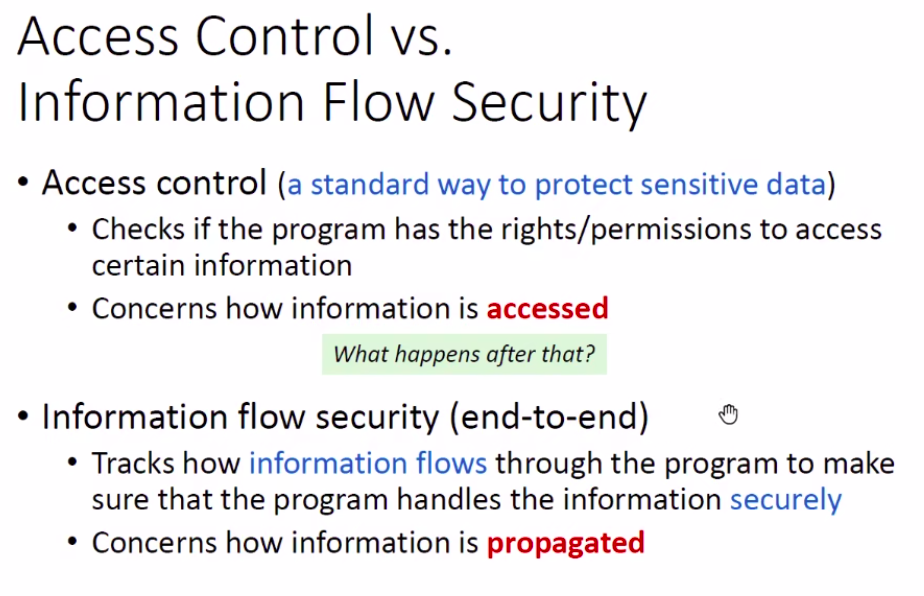 Access Control vs.
Information Flow Security
• Access control (a standard way to protect sensitive data)
• Checks if the program has the rights/permissions to access
certain information
• Concerns how information is accessed
What happens after that?
• Information flow security (end-to-end)
• Tracks how information flows through the program to make
sure that the program handles the information securely
• Concerns how information is propagated